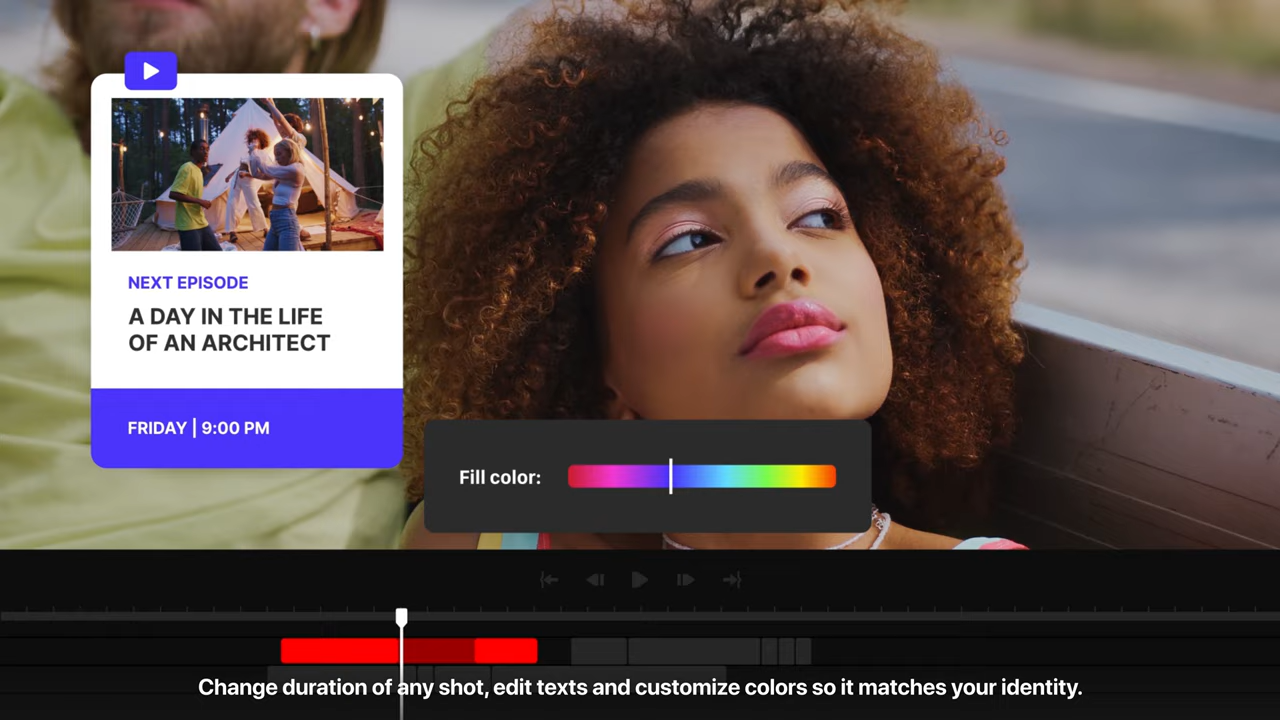 NEXT EPISODE
A DAY IN THE LIFE
OF AN ARCHITECT
FRIDAY | 9:00 PM
Fill color:
Change duration of any shot, edit texts and customize colors so it matches your identity.